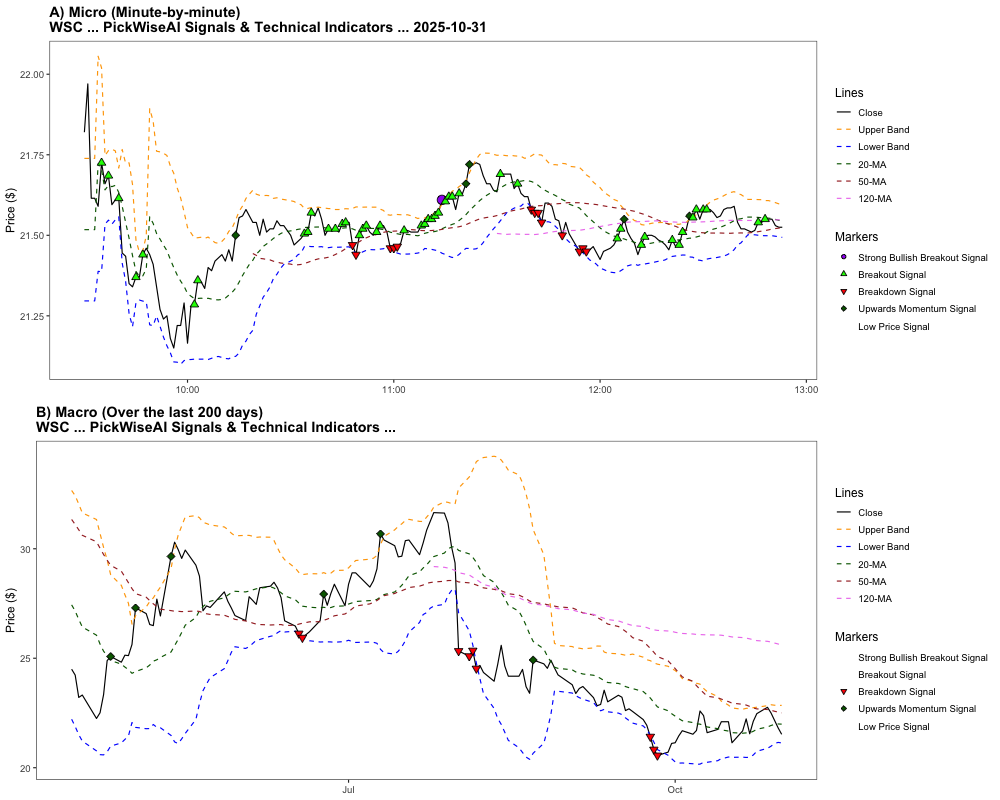 A) Micro (Minute-by-minute)
WSC ... PickWiseAI Signals & Technical Indicators ... 2025-10-31
Price ($)
22.00
21.75
21.50
21.25
10:00
11:00
12:00
13:00
Lines
Close
Upper Band
Lower Band
20-MA
50-MA
120-MA
Markers
Strong Bullish Breakout Signal
Breakout Signal
Breakdown Signal
Upwards Momentum Signal
Low Price Signal
B) Macro (Over the last 200 days)
WSC ... PickWiseAI Signals & Technical Indicators ...
Price ($)
30
25
20
Jul
Oct
Lines
Close
Upper Band
Lower Band
20-MA
50-MA
120-MA
Markers
Strong Bullish Breakout Signal
Breakout Signal
Breakdown Signal
Upwards Momentum Signal
Low Price Signal